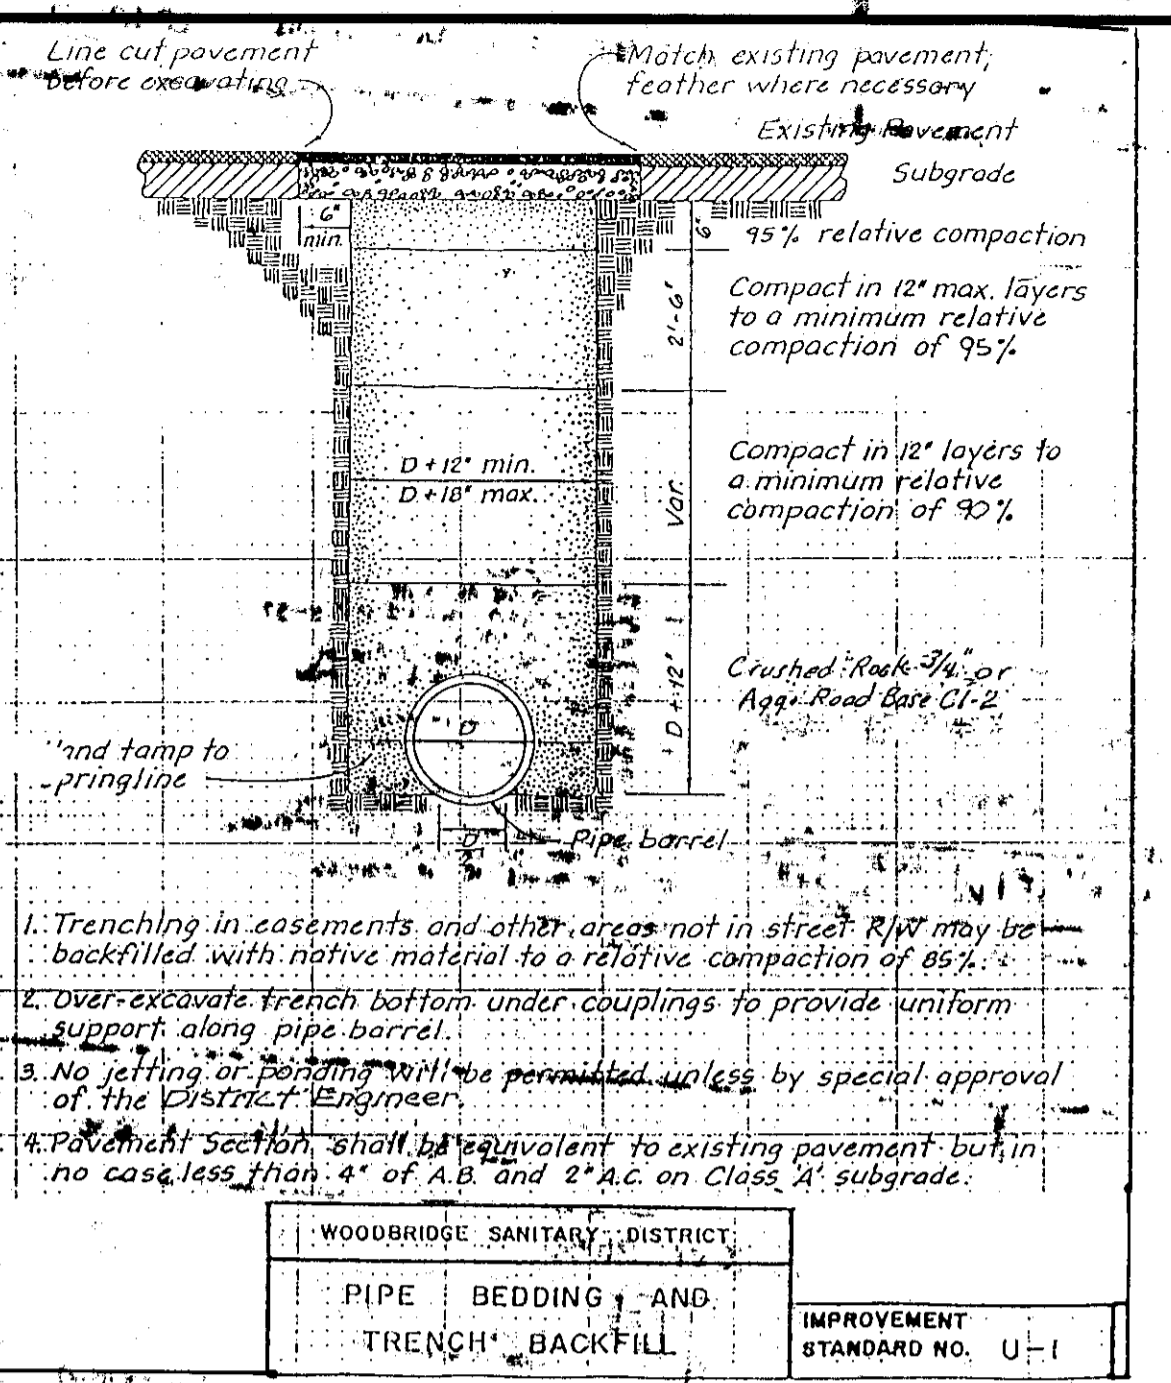 Line cut pavement
before excavating
Match existing pavement;
feather where necessary
Existing Pavement
Subgrade
6"
min.
6"
95% relative compaction
2'-6"
Compact in 12" max. layers
to a minimum relative
compaction of 95%
D + 12" min.
D + 18" max.
Var.
Compact in 12" layers to
a minimum relative
compaction of 90%
D + 12"
Crushed Rock 3/4" or
Agg. Road Base Cl-2
D
and tamp to
pringline
D
Pipe barrel
1. Trenching in easements and other areas not in street R/W may be
backfilled with native material to a relative compaction of 85%.
2. Over-excavate trench bottom under couplings to provide uniform
support along pipe barrel.
3. No jetting or ponding will be permitted unless by special approval
of the District Engineer.
4. Pavement Section shall be equivalent to existing pavement but in
no case less than 4" of A.B. and 2" A.C. on Class 'A' subgrade.
WOODBRIDGE SANITARY DISTRICT
PIPE BEDDING AND
TRENCH BACKFILL
IMPROVEMENT
STANDARD NO. U-1